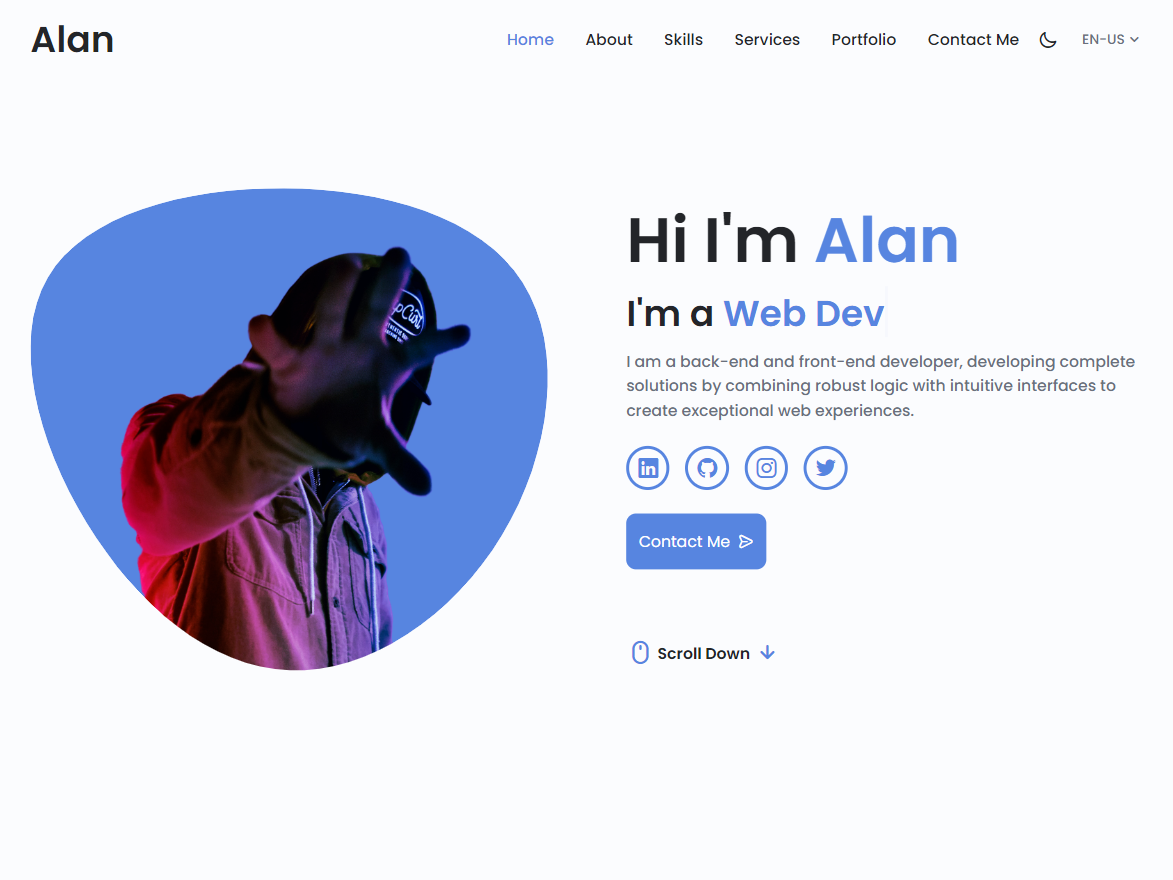 Alan
Home About Skills Services Portfolio Contact Me EN-US
Hi I'm Alan
I'm a Web Dev
I am a back-end and front-end developer, developing complete
solutions by combining robust logic with intuitive interfaces to
create exceptional web experiences.
Contact Me
Scroll Down